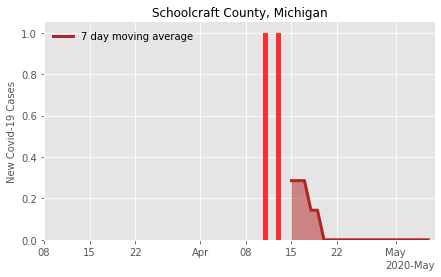 Schoolcraft County, Michigan
7 day moving average
New Covid-19 Cases
1.0
0.8
0.6
0.4
0.2
0.0
08 15 22 Apr 08 15 22 May
2020-May